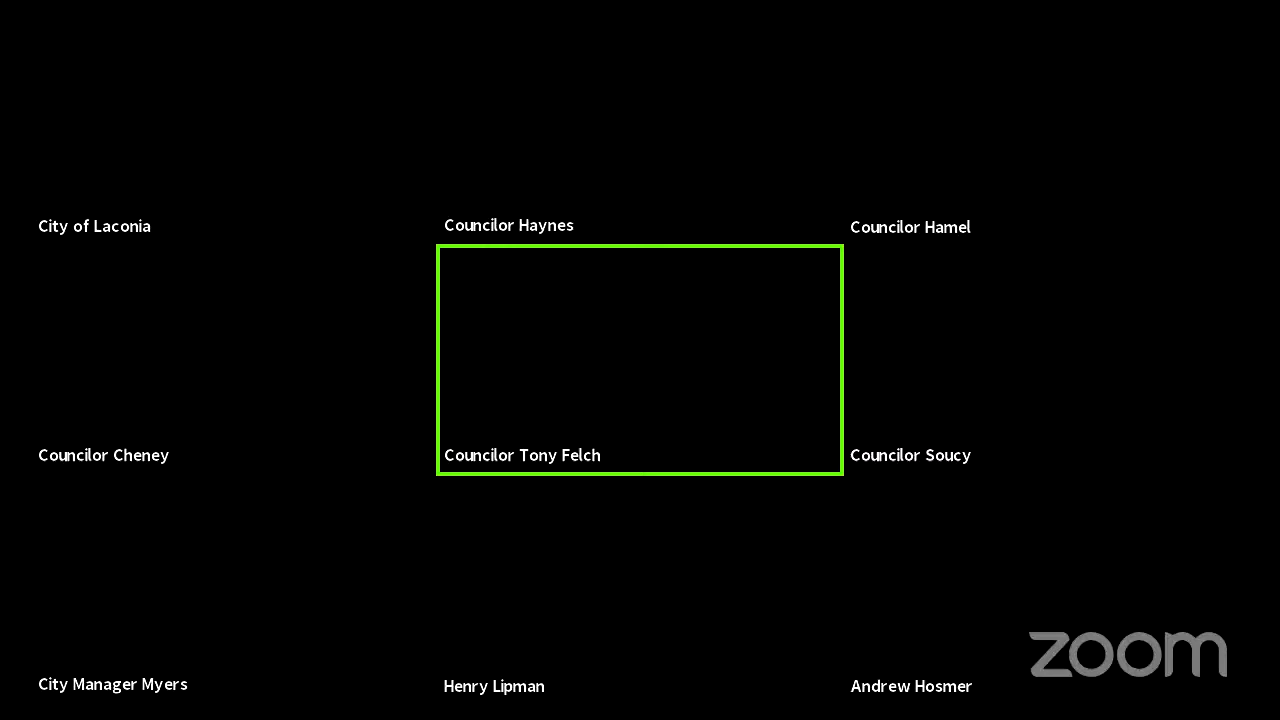 City of Laconia
Councilor Haynes
Councilor Hamel
Councilor Cheney
Councilor Tony Felch
Councilor Soucy
City Manager Myers
Henry Lipman
Andrew Hosmer
zoom